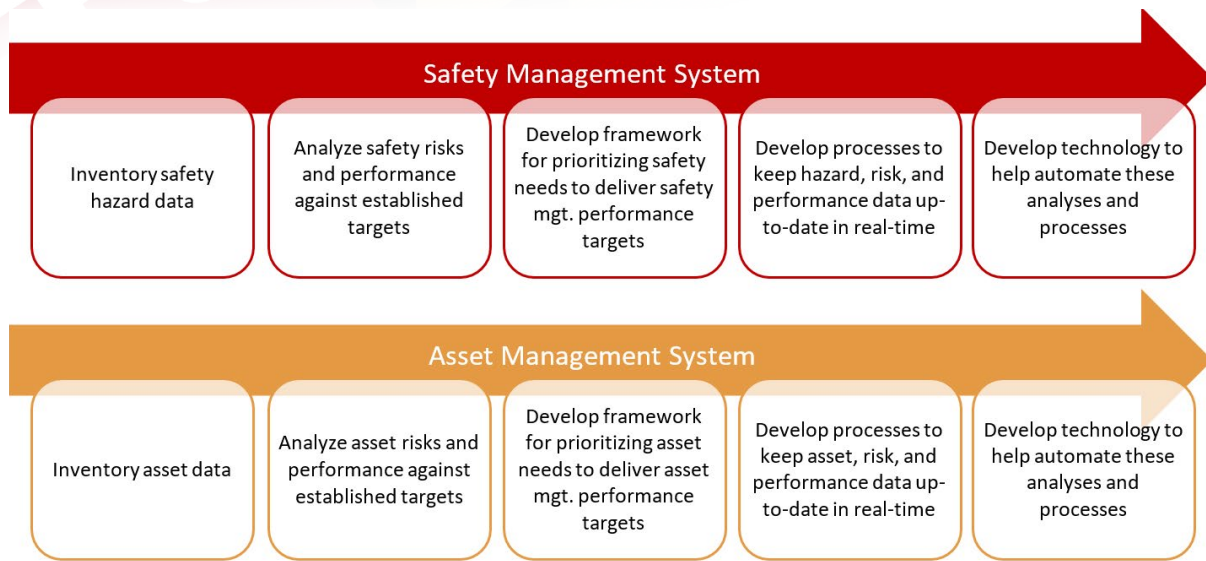 Safety Management System
Inventory safety
hazard data
Analyze safety risks
and performance
against established
targets
Develop framework
for prioritizing safety
needs to deliver safety
mgt. performance
targets
Develop processes to
keep hazard, risk, and
performance data up-
to-date in real-time
Develop technology to
help automate these
analyses and
processes
Asset Management System
Inventory asset data
Analyze asset risks and
performance against
established targets
Develop framework
for prioritizing asset
needs to deliver asset
mgt. performance
targets
Develop processes to
keep asset, risk, and
performance data up-
to-date in real-time
Develop technology to
help automate these
analyses and
processes